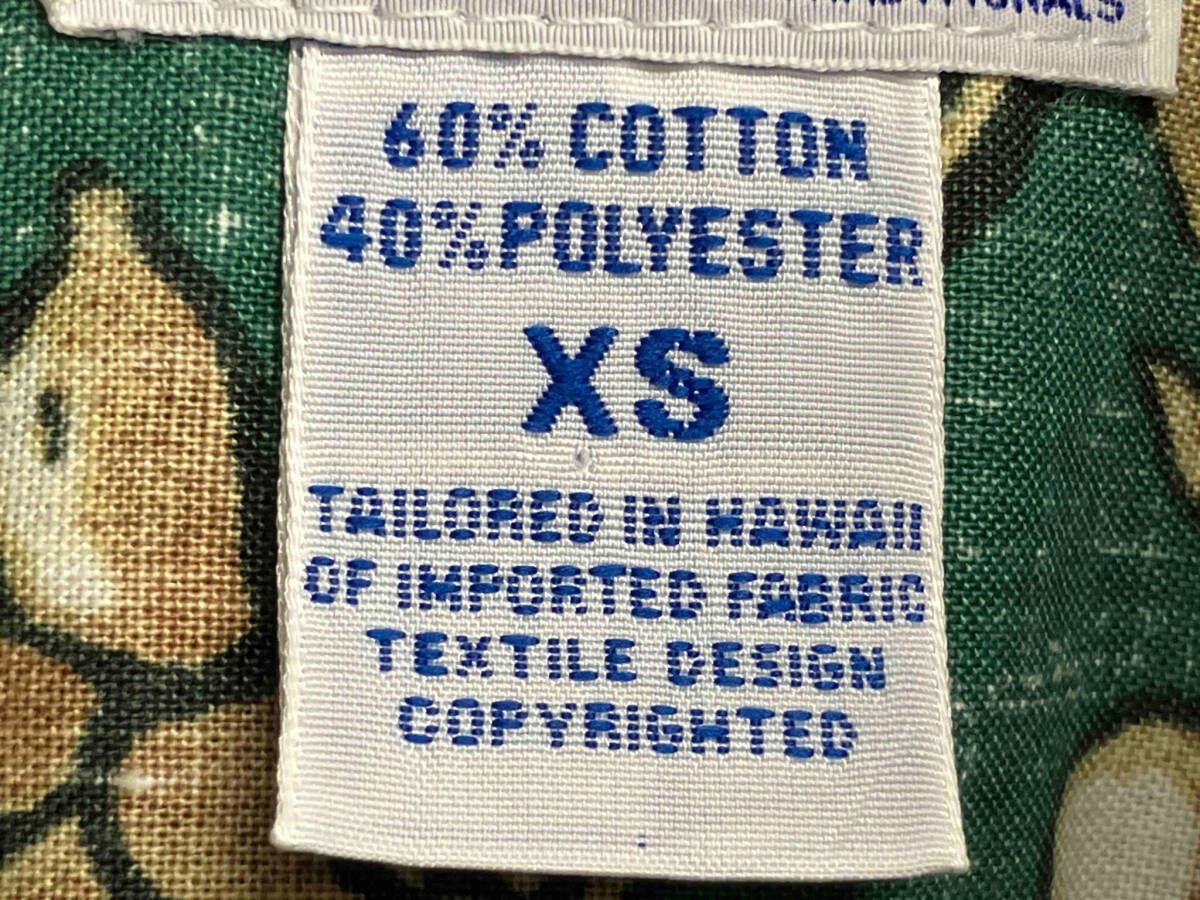 60% COTTON
40% POLYESTER
XS
TAILORED IN HAWAII
OF IMPORTED FABRIC
TEXTILE DESIGN
COPYRIGHTED